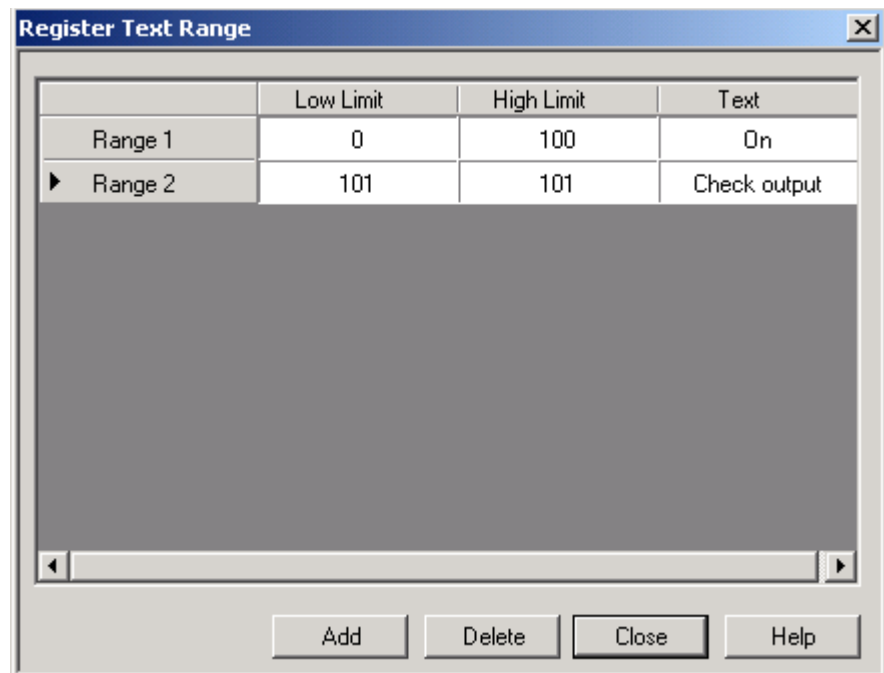 Register Text Range
Low Limit High Limit Text
Range 1 0 100 On
Range 2 101 101 Check output
Add Delete Close Help